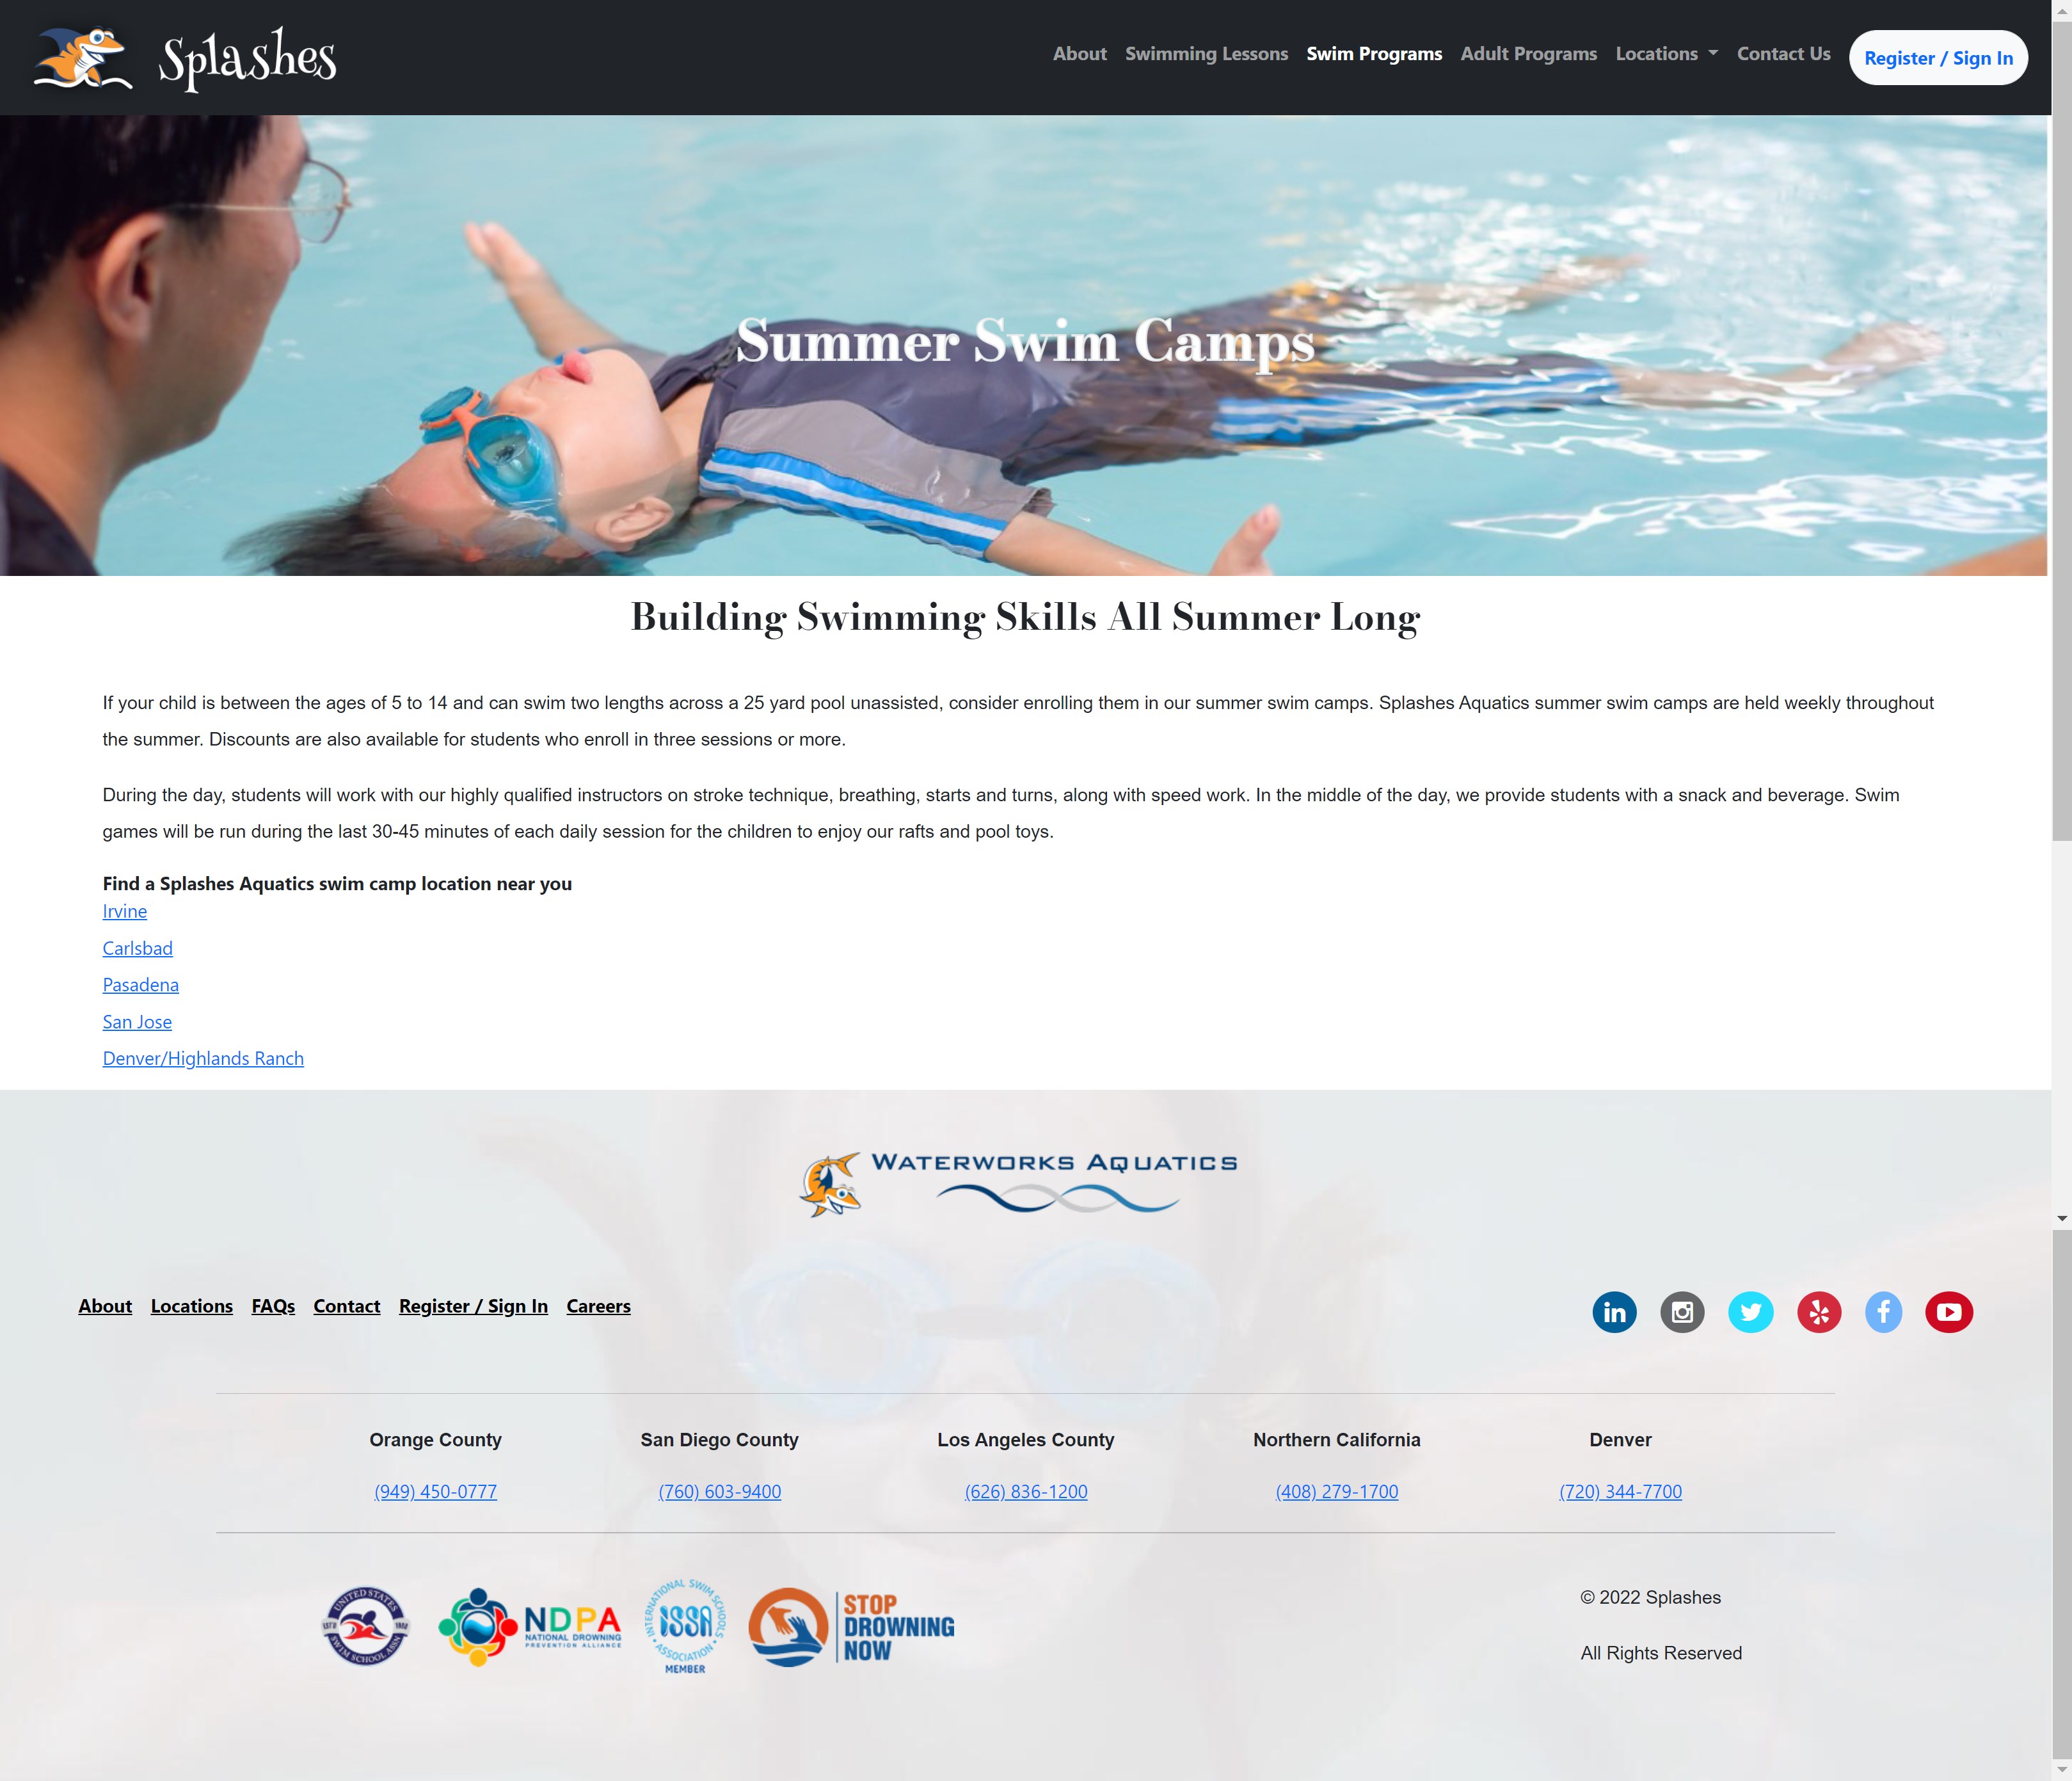 Splashes
About Swimming Lessons Swim Programs Adult Programs Locations Contact Us Register / Sign In
Summer Swim Camps
Building Swimming Skills All Summer Long
If your child is between the ages of 5 to 14 and can swim two lengths across a 25 yard pool unassisted, consider enrolling them in our summer swim camps. Splashes Aquatics summer swim camps are held weekly throughout
the summer. Discounts are also available for students who enroll in three sessions or more.
During the day, students will work with our highly qualified instructors on stroke technique, breathing, starts and turns, along with speed work. In the middle of the day, we provide students with a snack and beverage. Swim
games will be run during the last 30-45 minutes of each daily session for the children to enjoy our rafts and pool toys.
Find a Splashes Aquatics swim camp location near you
Irvine
Carlsbad
Pasadena
San Jose
Denver/Highlands Ranch
WATERWORKS AQUATICS
About Locations FAQs Contact Register / Sign In Careers
Orange County San Diego County Los Angeles County Northern California Denver
(949) 450-0777 (760) 603-9400 (626) 836-1200 (408) 279-1700 (720) 344-7700
UNITED STATES SWIM SCHOOL ASSN. ESTD 1988
NDPA
NATIONAL DROWNING
PREVENTION ALLIANCE
INTERNATIONAL SWIM SCHOOLS ASSOCIATION
ISSA
MEMBER
STOP
DROWNING
NOW
© 2022 Splashes
All Rights Reserved